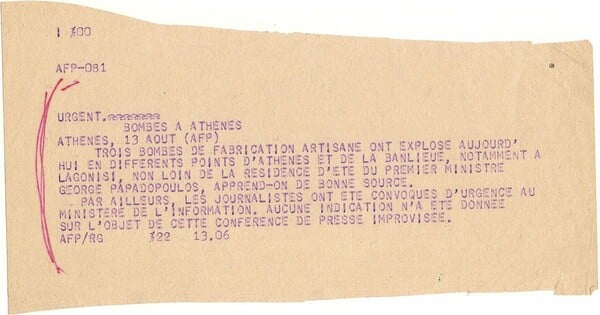 I %00
AFP-081
URGENT.
BOMBES A ATHENES
ATHENES, 13 AOUT (AFP)
TROIS BOMBES DE FABRICATION ARTISANE ONT EXPLOSE AUJOURD'
HUI EN DIFFERENTS POINTS D'ATHENES ET DE LA BANLIEUE, NOTAMMENT A
LAGONISI, NON LOIN DE LA RESIDENCE D'ETE DU PREMIER MINISTRE
GEORGE PAPADOPOULOS, APPREND-ON DE BONNE SOURCE.
- PAR AILLEURS, LES JOURNALISTES ONT ETE CONVOQUES D'URGENCE AU
MINISTERE DE L'INFORMATION. AUCUNE INDICATION N'A ETE DONNEE
SUR L'OBJET DE CETTE CONFERENCE DE PRESSE IMPROVISEE.
AFP/RG %22 13.06